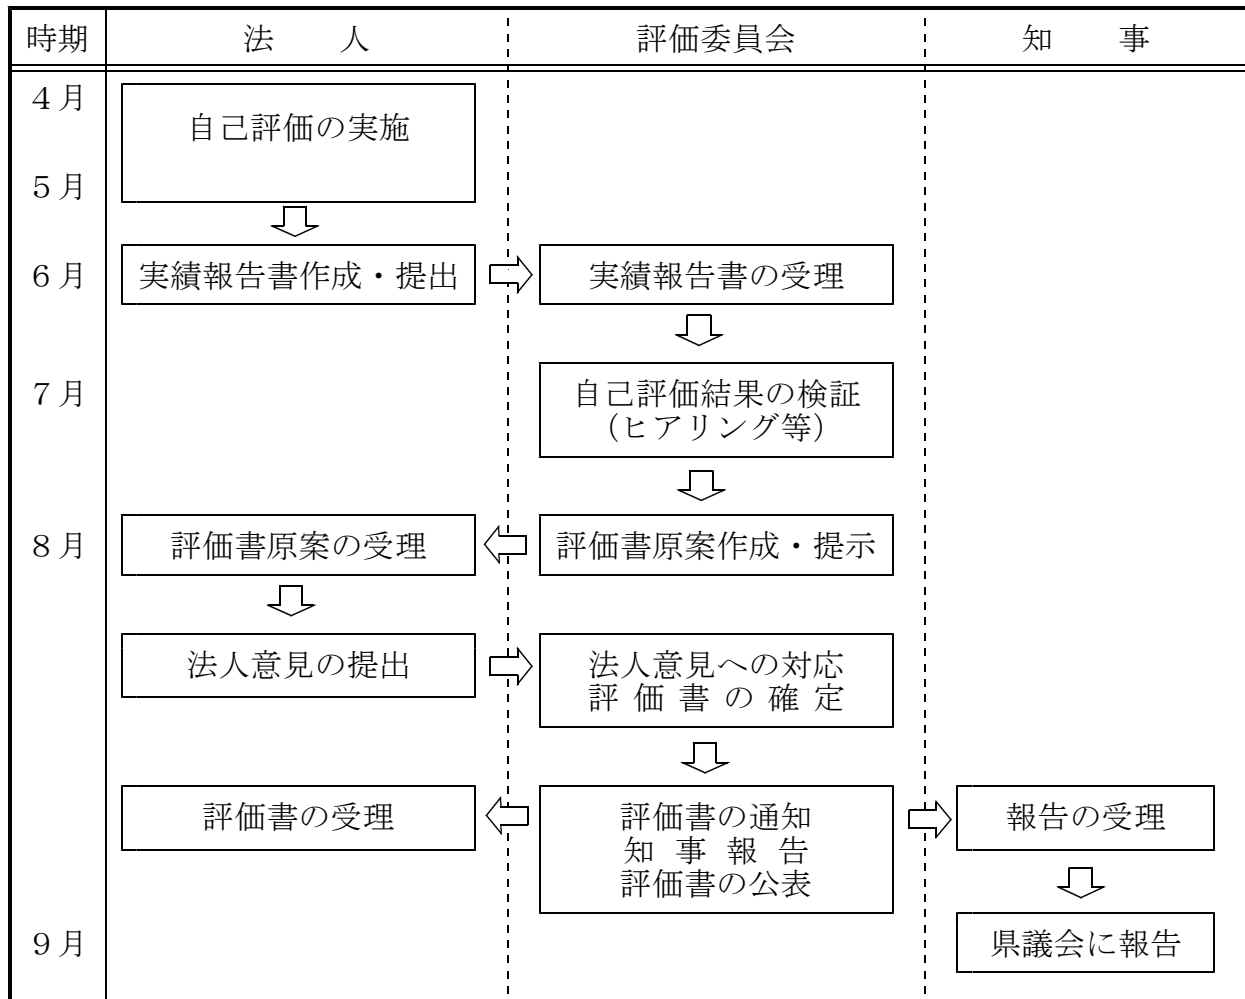 時期 法 人 評価委員会 知 事
4月
自己評価の実施
5月
6月 実績報告書作成・提出 実績報告書の受理
7月 自己評価結果の検証
（ヒアリング等）
8月 評価書原案の受理 評価書原案作成・提示
法人意見の提出 法人意見への対応
評 価 書 の 確 定
評価書の受理 評価書の通知 報告の受理
知 事 報 告
評価書の公表
9月 県議会に報告